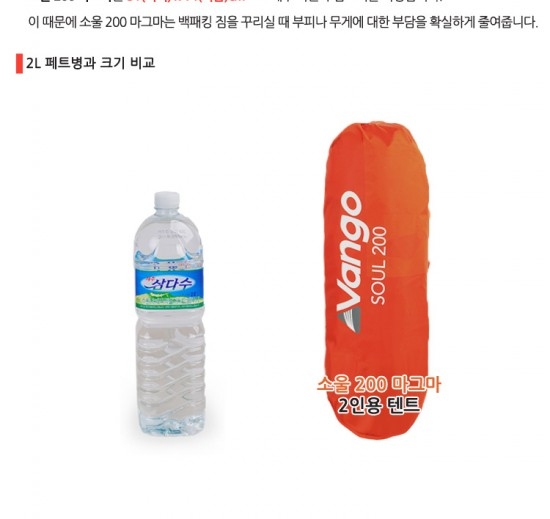 이 때문에 소울 200 마그마는 백패킹 짐을 꾸리실 때 부피나 무게에 대한 부담을 확실하게 줄여줍니다.
2L 페트병과 크기 비교
삼다수
Vango
SOUL 200
소울 200 마그마
2인용 텐트